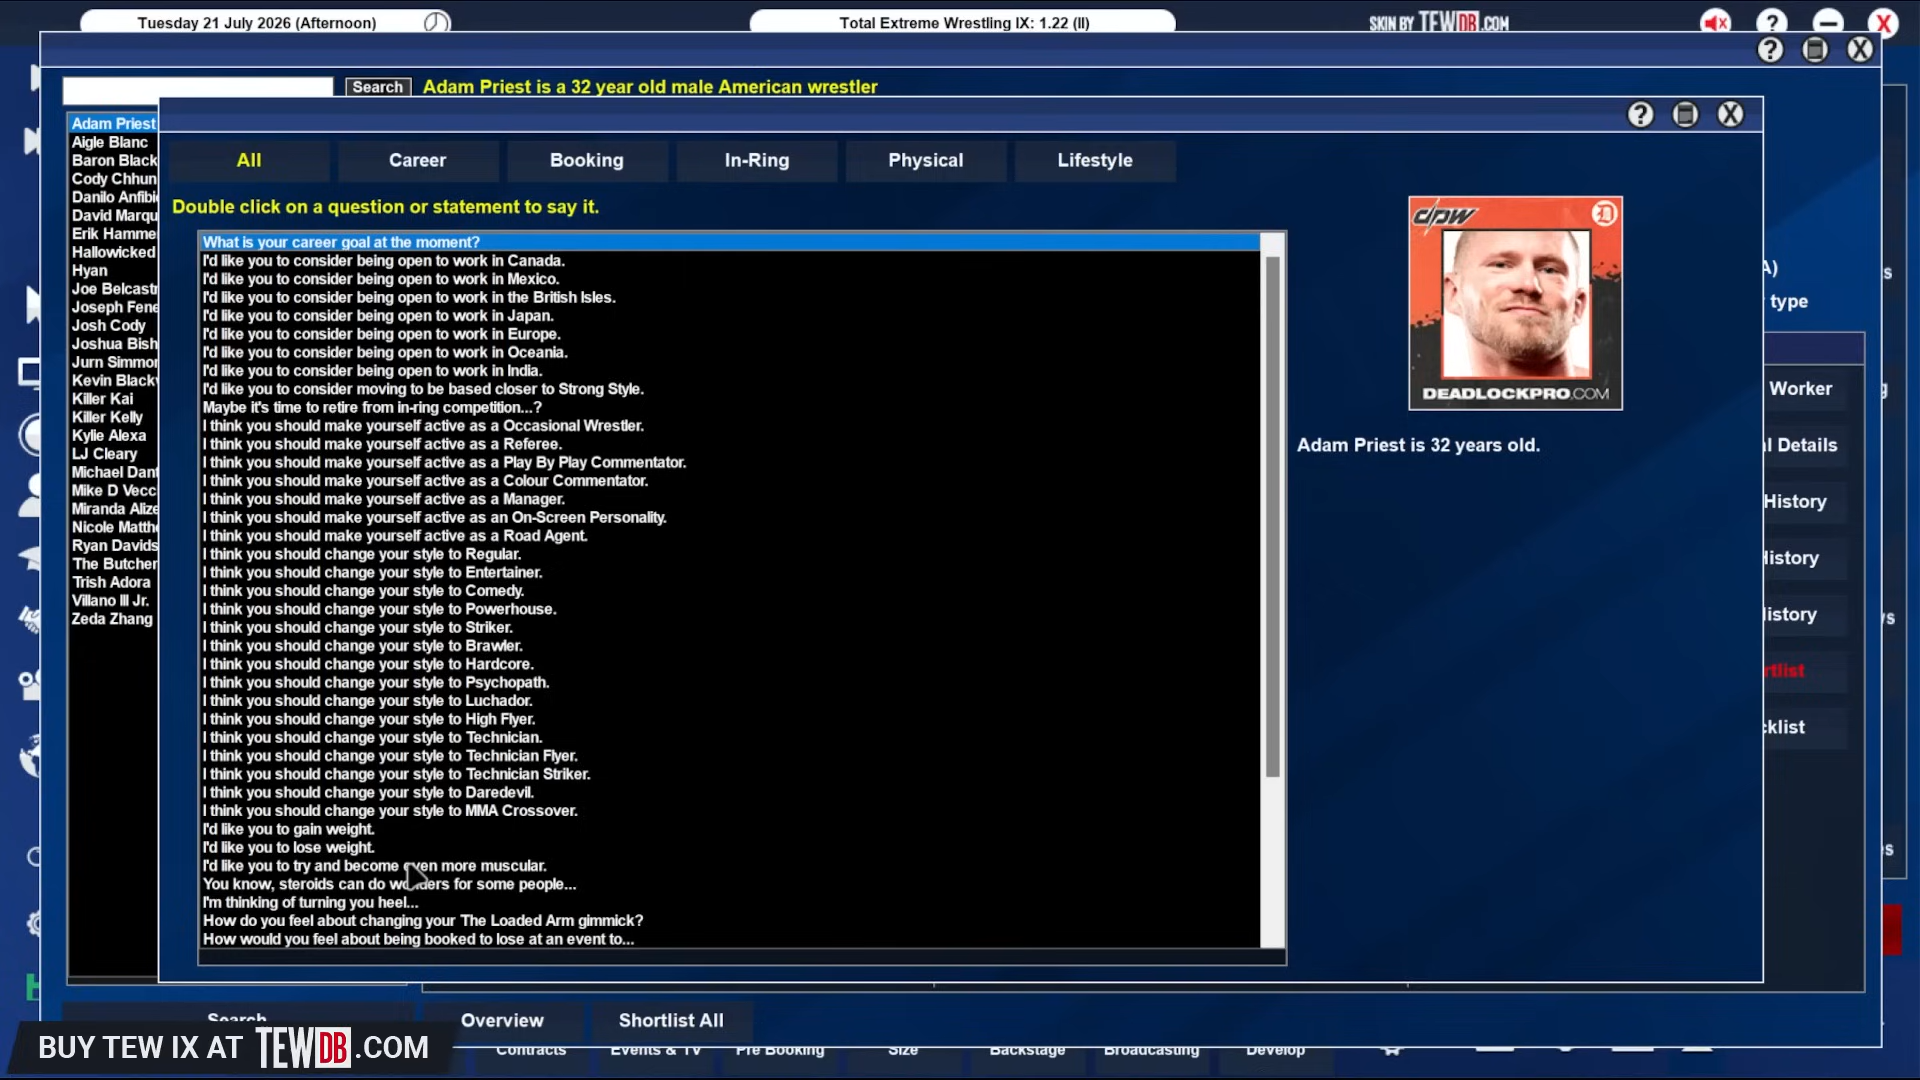 Tuesday 21 July 2026 (Afternoon)
Total Extreme Wrestling IX: 1.22 (II)
SKIN BY TEWDB.COM
Search
Adam Priest is a 32 year old male American wrestler
Adam Priest
Aigle Blanc
Baron Black
Cody Chhun
Danilo Anfibi
David Marqu
Erik Hamme
Hallowicked
Hyan
Joe Belcast
Joseph Fene
Josh Cody
Joshua Bish
Jurn Simmo
Kevin Black
Killer Kai
Killer Kelly
Kylie Alexa
LJ Cleary
Michael Dant
Mike D Vecc
Miranda Alize
Nicole Matth
Ryan Davids
The Butcher
Trish Adora
Villano III Jr.
Zeda Zhang
All
Career
Booking
In-Ring
Physical
Lifestyle
Double click on a question or statement to say it.
What is your career goal at the moment?
I'd like you to consider being open to work in Canada.
I'd like you to consider being open to work in Mexico.
I'd like you to consider being open to work in the British Isles.
I'd like you to consider being open to work in Japan.
I'd like you to consider being open to work in Europe.
I'd like you to consider being open to work in Oceania.
I'd like you to consider being open to work in India.
I'd like you to consider moving to be based closer to Strong Style.
Maybe it's time to retire from in-ring competition...?
I think you should make yourself active as a Occasional Wrestler.
I think you should make yourself active as a Referee.
I think you should make yourself active as a Play By Play Commentator.
I think you should make yourself active as a Colour Commentator.
I think you should make yourself active as a Manager.
I think you should make yourself active as an On-Screen Personality.
I think you should make yourself active as a Road Agent.
I think you should change your style to Regular.
I think you should change your style to Entertainer.
I think you should change your style to Comedy.
I think you should change your style to Powerhouse.
I think you should change your style to Striker.
I think you should change your style to Brawler.
I think you should change your style to Hardcore.
I think you should change your style to Psychopath.
I think you should change your style to Luchador.
I think you should change your style to High Flyer.
I think you should change your style to Technician.
I think you should change your style to Technician Flyer.
I think you should change your style to Technician Striker.
I think you should change your style to Daredevil.
I think you should change your style to MMA Crossover.
I'd like you to gain weight.
I'd like you to lose weight.
I'd like you to try and become even more muscular.
You know, steroids can do wonders for some people...
I'm thinking of turning you heel...
How do you feel about changing your The Loaded Arm gimmick?
How would you feel about being booked to lose at an event to...
dpw
DEADLOCKPRO.COM
Adam Priest is 32 years old.
A)
type
Worker
l Details
History
istory
istory
rtlist
klist
Search
Overview
Shortlist All
BUY TEW IX AT TEWDB.COM
Contracts
Events & TV
Pre Booking
Size
Backstage
Broadcasting
Develop